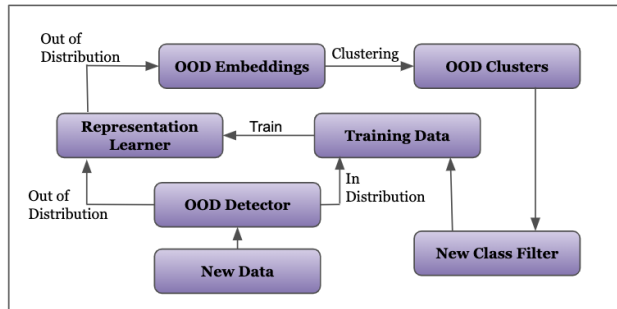 Out of
Distribution
OOD Embeddings
Clustering
OOD Clusters
Representation
Learner
Train
Training Data
Out of
Distribution
OOD Detector
In
Distribution
New Data
New Class Filter